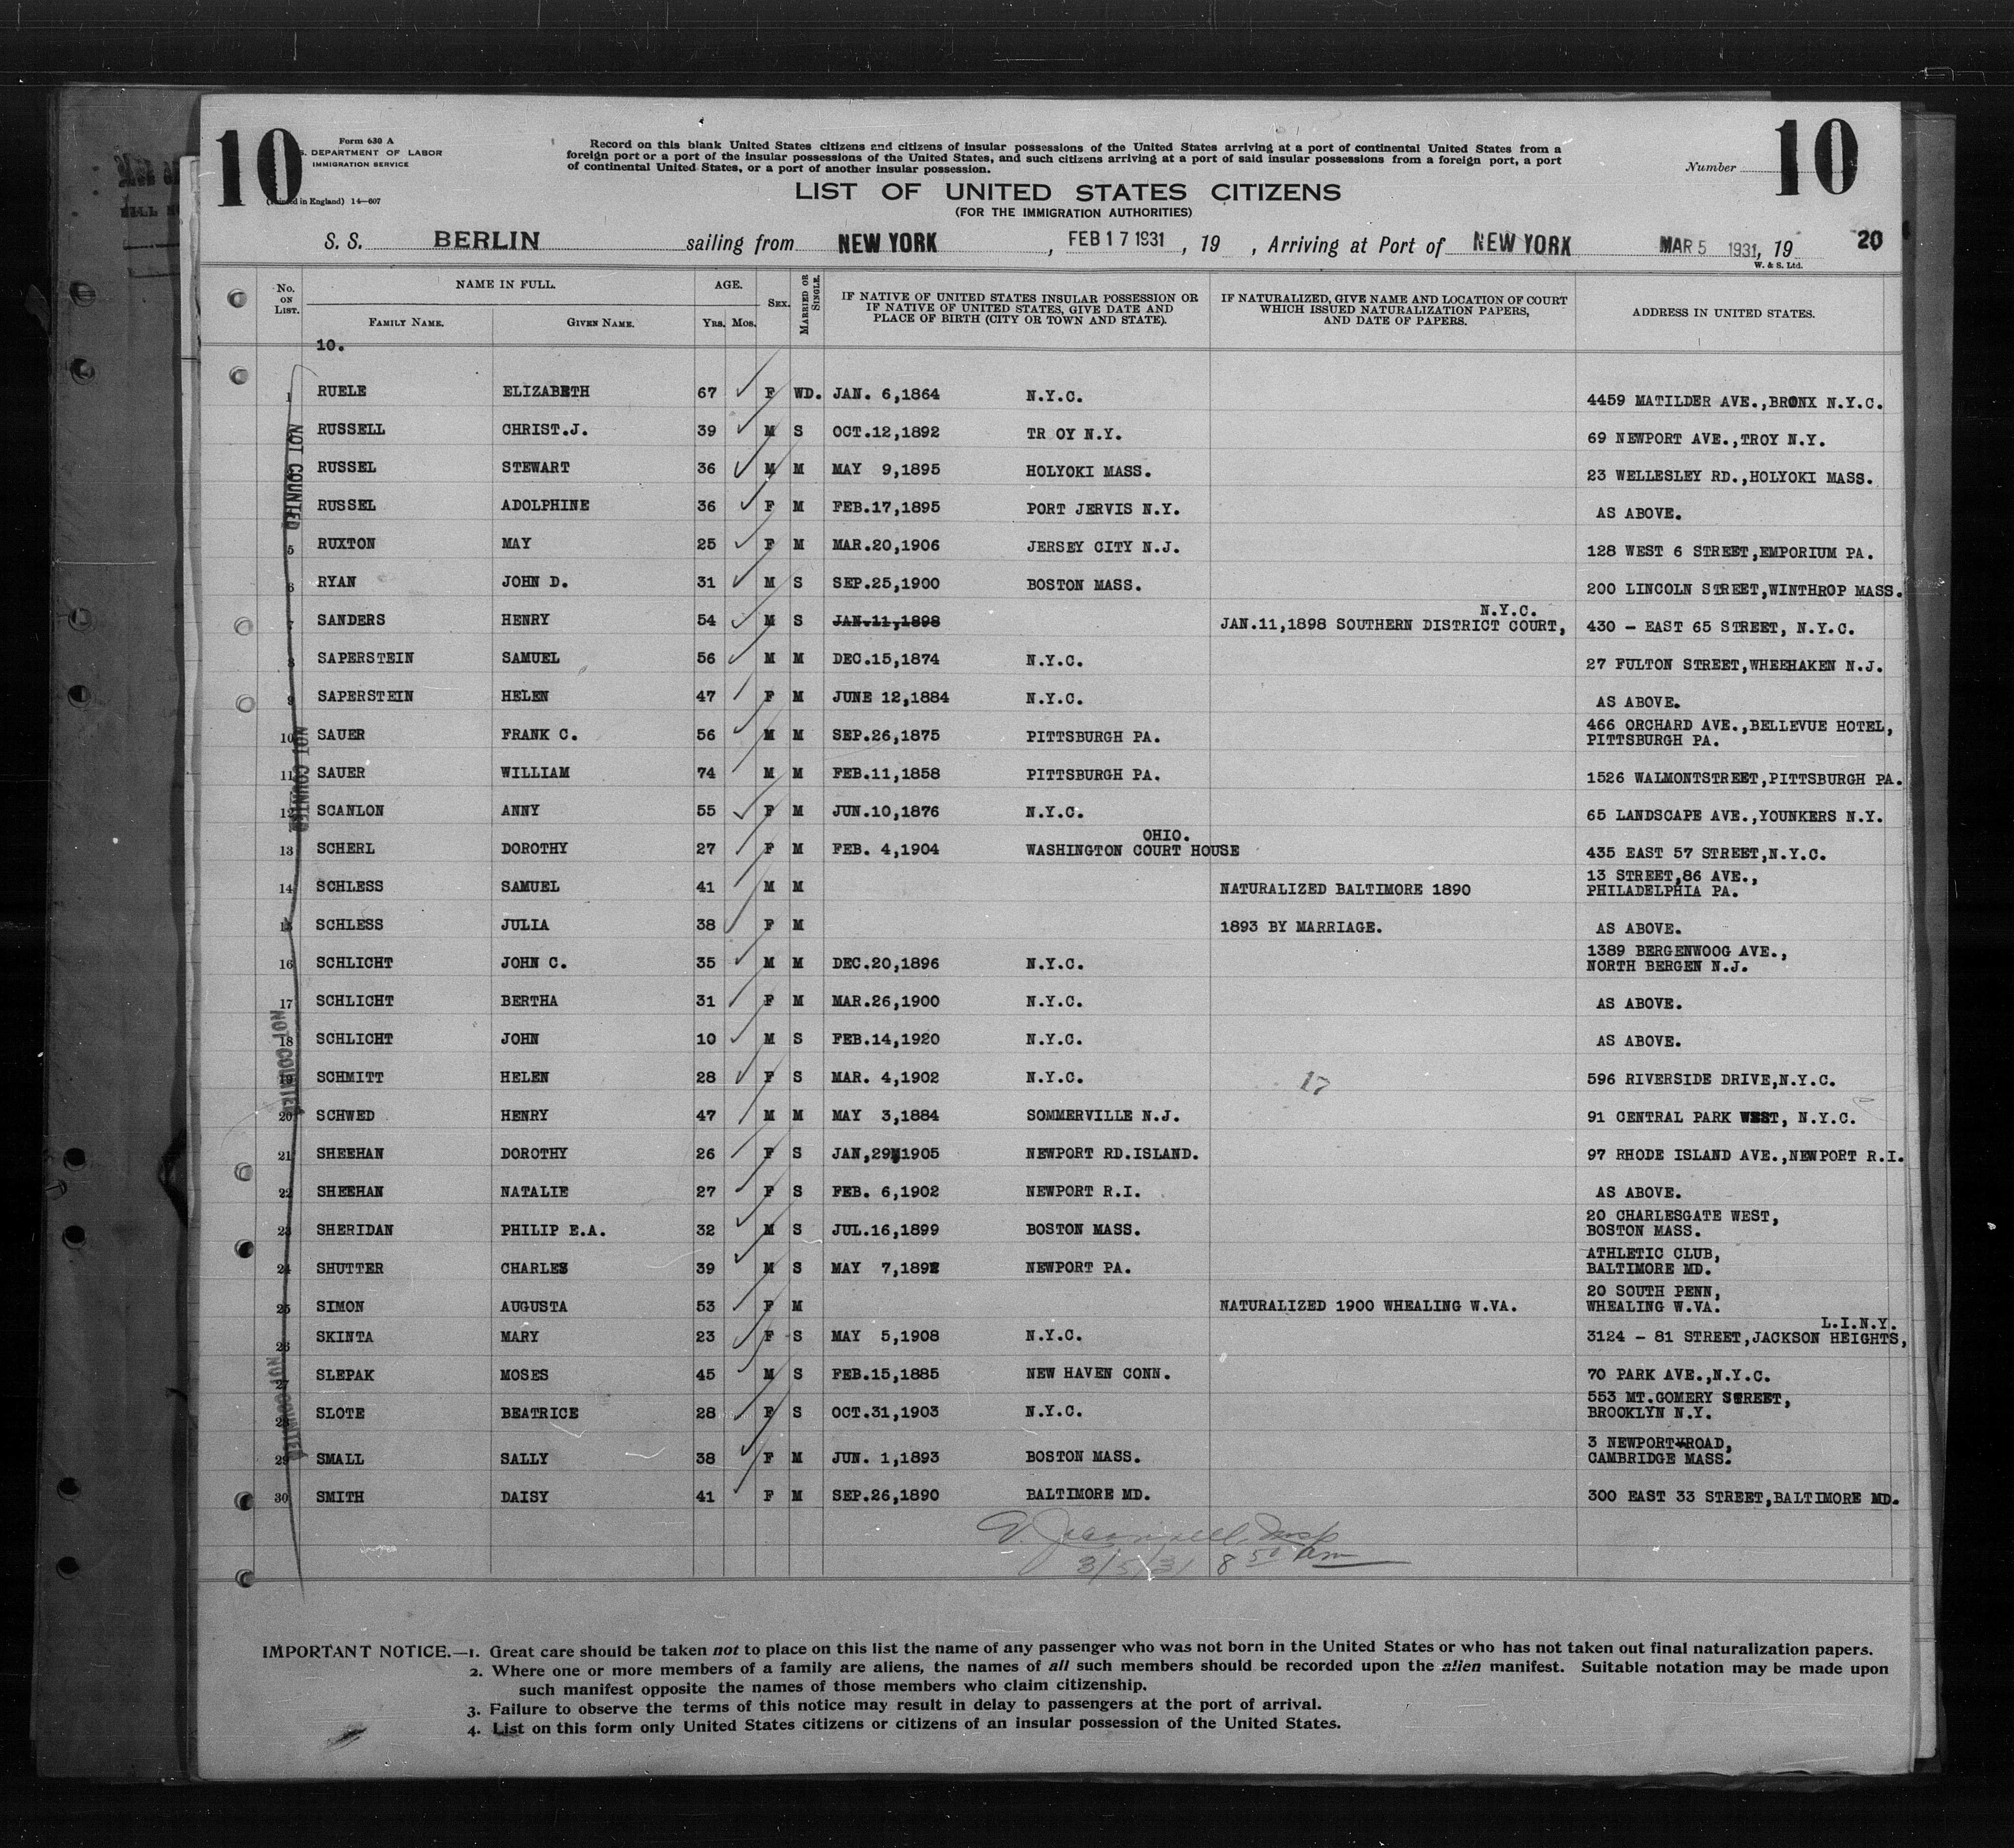 10
10
Form 630 A
S. DEPARTMENT OF LABOR
IMMIGRATION SERVICE
(Printed in England) 14—607
Record on this blank United States citizens and citizens of insular possessions of the United States arriving at a port of continental United States from a
foreign port or a port of the insular possessions of the United States, and such citizens arriving at a port of said insular possessions from a foreign port, a port
of continental United States, or a port of another insular possession.
Number
LIST OF UNITED STATES CITIZENS
(FOR THE IMMIGRATION AUTHORITIES)
S. S. BERLIN sailing from NEW YORK, FEB 17 1931, 19 , Arriving at Port of NEW YORK MAR 5 1931, 19 20
W. & S. Ltd.
No. ON LIST. NAME IN FULL. FAMILY NAME. GIVEN NAME. AGE. Yrs. Mos. SEX. MARRIED OR SINGLE. IF NATIVE OF UNITED STATES INSULAR POSSESSION OR IF NATIVE OF UNITED STATES, GIVE DATE AND PLACE OF BIRTH (CITY OR TOWN AND STATE). IF NATURALIZED, GIVE NAME AND LOCATION OF COURT WHICH ISSUED NATURALIZATION PAPERS, AND DATE OF PAPERS. ADDRESS IN UNITED STATES.
10.
1 RUELE ELIZABETH 67 F WD. JAN. 6,1864 N.Y.C. 4459 MATILDER AVE.,BRONX N.Y.C.
RUSSELL CHRIST.J. 39 M S OCT.12,1892 TR OY N.Y. 69 NEWPORT AVE.,TROY N.Y.
RUSSEL STEWART 36 M M MAY 9,1895 HOLYOKI MASS. 23 WELLESLEY RD.,HOLYOKI MASS.
RUSSEL ADOLPHINE 36 F M FEB.17,1895 PORT JERVIS N.Y. AS ABOVE.
5 RUXTON MAY 25 F M MAR.20,1906 JERSEY CITY N.J. 128 WEST 6 STREET,EMPORIUM PA.
6 RYAN JOHN D. 31 M S SEP.25,1900 BOSTON MASS. 200 LINCOLN STREET,WINTHROP MASS.
N.Y.C.
7 SANDERS HENRY 54 M S JAN.11,1898 JAN.11,1898 SOUTHERN DISTRICT COURT, 430 - EAST 65 STREET, N.Y.C.
8 SAPERSTEIN SAMUEL 56 M M DEC.15,1874 N.Y.C. 27 FULTON STREET,WHEEHAKEN N.J.
9 SAPERSTEIN HELEN 47 F M JUNE 12,1884 N.Y.C. AS ABOVE.
466 ORCHARD AVE.,BELLEVUE HOTEL,
10 SAUER FRANK C. 56 M M SEP.26,1875 PITTSBURGH PA. PITTSBURGH PA.
11 SAUER WILLIAM 74 M M FEB.11,1858 PITTSBURGH PA. 1526 WALMONTSTREET,PITTSBURGH PA.
12 SCANLON ANNY 55 F M JUN.10,1876 N.Y.C. 65 LANDSCAPE AVE.,YOUNKERS N.Y.
OHIO.
13 SCHERL DOROTHY 27 F M FEB. 4,1904 WASHINGTON COURT HOUSE 435 EAST 57 STREET,N.Y.C.
13 STREET,86 AVE.,
14 SCHLESS SAMUEL 41 M M NATURALIZED BALTIMORE 1890 PHILADELPHIA PA.
15 SCHLESS JULIA 38 F M 1893 BY MARRIAGE. AS ABOVE.
1389 BERGENWOOG AVE.,
16 SCHLICHT JOHN C. 35 M M DEC.20,1896 N.Y.C. NORTH BERGEN N.J.
17 SCHLICHT BERTHA 31 F M MAR.26,1900 N.Y.C. AS ABOVE.
18 SCHLICHT JOHN 10 M S FEB.14,1920 N.Y.C. AS ABOVE.
19 SCHMITT HELEN 28 F S MAR. 4,1902 N.Y.C. 17 596 RIVERSIDE DRIVE,N.Y.C.
20 SCHWED HENRY 47 M M MAY 3,1884 SOMMERVILLE N.J. 91 CENTRAL PARK WEST, N.Y.C.
21 SHEEHAN DOROTHY 26 F S JAN,29,1905 NEWPORT RD.ISLAND. 97 RHODE ISLAND AVE.,NEWPORT R.I.
22 SHEEHAN NATALIE 27 F S FEB. 6,1902 NEWPORT R.I. AS ABOVE.
20 CHARLESGATE WEST,
23 SHERIDAN PHILIP E.A. 32 M S JUL.16,1899 BOSTON MASS. BOSTON MASS.
ATHLETIC CLUB,
24 SHUTTER CHARLES 39 M S MAY 7,1892 NEWPORT PA. BALTIMORE MD.
20 SOUTH PENN,
25 SIMON AUGUSTA 53 F M NATURALIZED 1900 WHEALING W.VA. WHEALING W.VA.
L.I.N.Y.
26 SKINTA MARY 23 F S MAY 5,1908 N.Y.C. 3124 - 81 STREET,JACKSON HEIGHTS,
27 SLEPAK MOSES 45 M S FEB.15,1885 NEW HAVEN CONN. 70 PARK AVE.,N.Y.C.
553 MT.GOMERY STREET,
28 SLOTE BEATRICE 28 F S OCT.31,1903 N.Y.C. BROOKLYN N.Y.
3 NEWPORT ROAD,
29 SMALL SALLY 38 F M JUN. 1,1893 BOSTON MASS. CAMBRIDGE MASS.
30 SMITH DAISY 41 F M SEP.26,1890 BALTIMORE MD. 300 EAST 33 STREET,BALTIMORE MD.
NOT COUNTED
NOT COUNTED
NOT COUNTED
NOT COUNTED
Insp
3/5/31 8 50 am
IMPORTANT NOTICE.—1. Great care should be taken not to place on this list the name of any passenger who was not born in the United States or who has not taken out final naturalization papers.
2. Where one or more members of a family are aliens, the names of all such members should be recorded upon the alien manifest. Suitable notation may be made upon
such manifest opposite the names of those members who claim citizenship.
3. Failure to observe the terms of this notice may result in delay to passengers at the port of arrival.
4. List on this form only United States citizens or citizens of an insular possession of the United States.